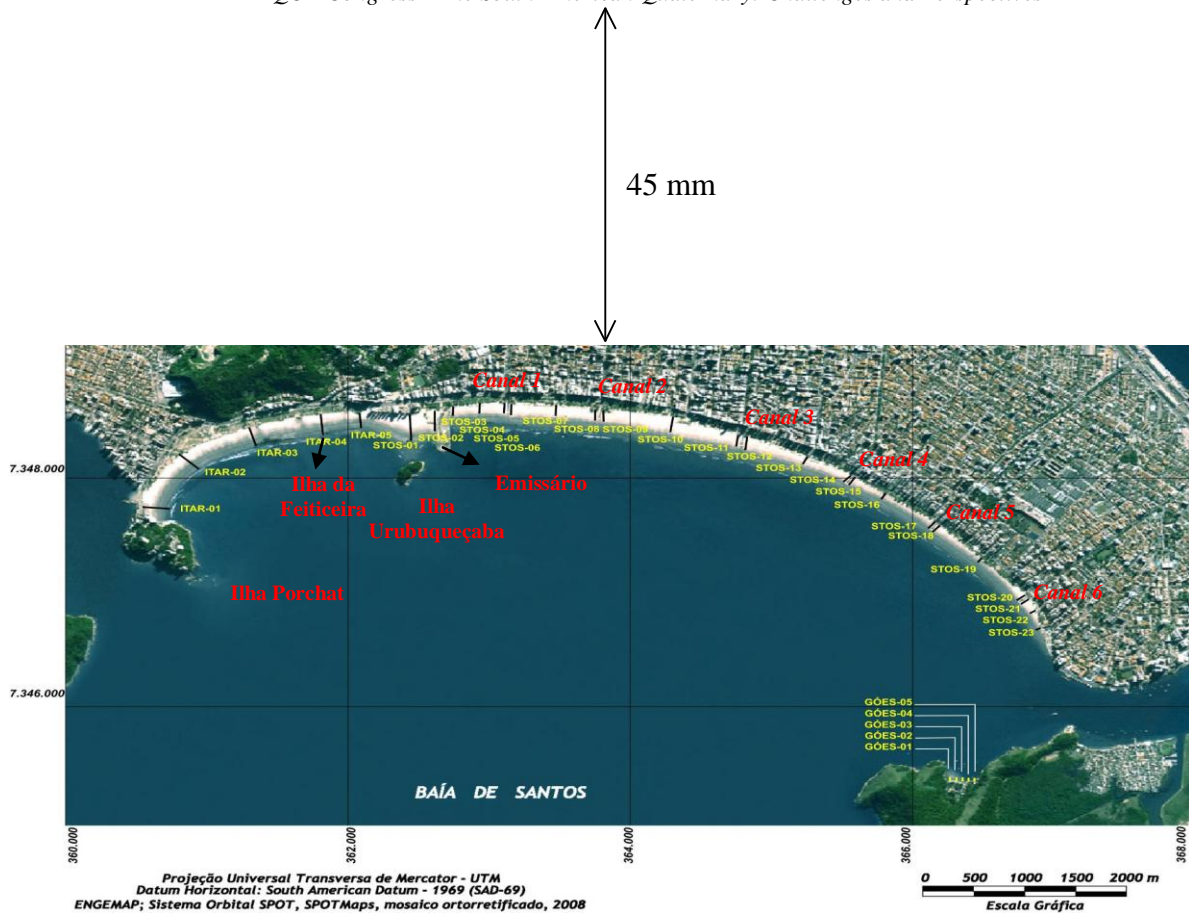 45 mm
Canal 1
Canal 2
Canal 3
Canal 4
Canal 5
Canal 6
ITAR-01
ITAR-02
ITAR-03
ITAR-04
ITAR-05
STOS-01
STOS-02
STOS-03
STOS-04
STOS-05
STOS-06
STOS-07
STOS-08
STOS-09
STOS-10
STOS-11
STOS-12
STOS-13
STOS-14
STOS-15
STOS-16
STOS-17
STOS-18
STOS-19
STOS-20
STOS-21
STOS-22
STOS-23
Ilha da
Feiticeira
Emissário
Ilha
Urubuqueçaba
Ilha Porchat
7.348.000
7.346.000
GÓES-05
GÓES-04
GÓES-03
GÓES-02
GÓES-01
BAÍA DE SANTOS
360.000
362.000
364.000
366.000
368.000
Projeção Universal Transversa de Mercator - UTM
Datum Horizontal: South American Datum - 1969 (SAD-69)
ENGEMAP; Sistema Orbital SPOT, SPOTMaps, mosaico ortorretificado, 2008
0 500 1000 1500 2000 m
Escala Gráfica